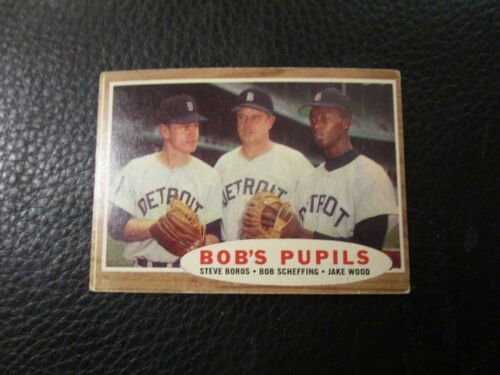 DETROIT
DETROIT
TROIT
BOB'S PUPILS
STEVE BOROS • BOB SCHEFFING • JAKE WOOD